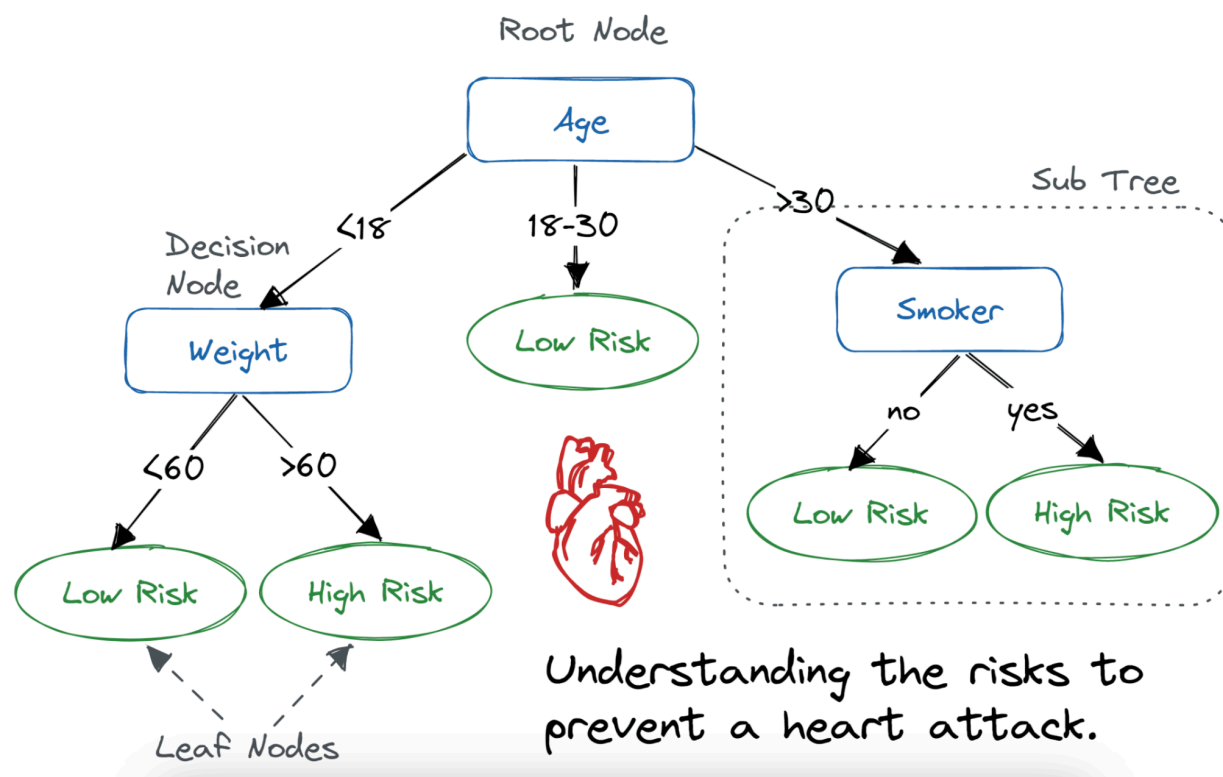 Root Node
Age
Sub Tree
>30
<18
18-30
Decision
Node
Smoker
Weight
Low Risk
no
yes
<60
>60
Low Risk
High Risk
Low Risk
High Risk
Understanding the risks to
prevent a heart attack.
Leaf Nodes